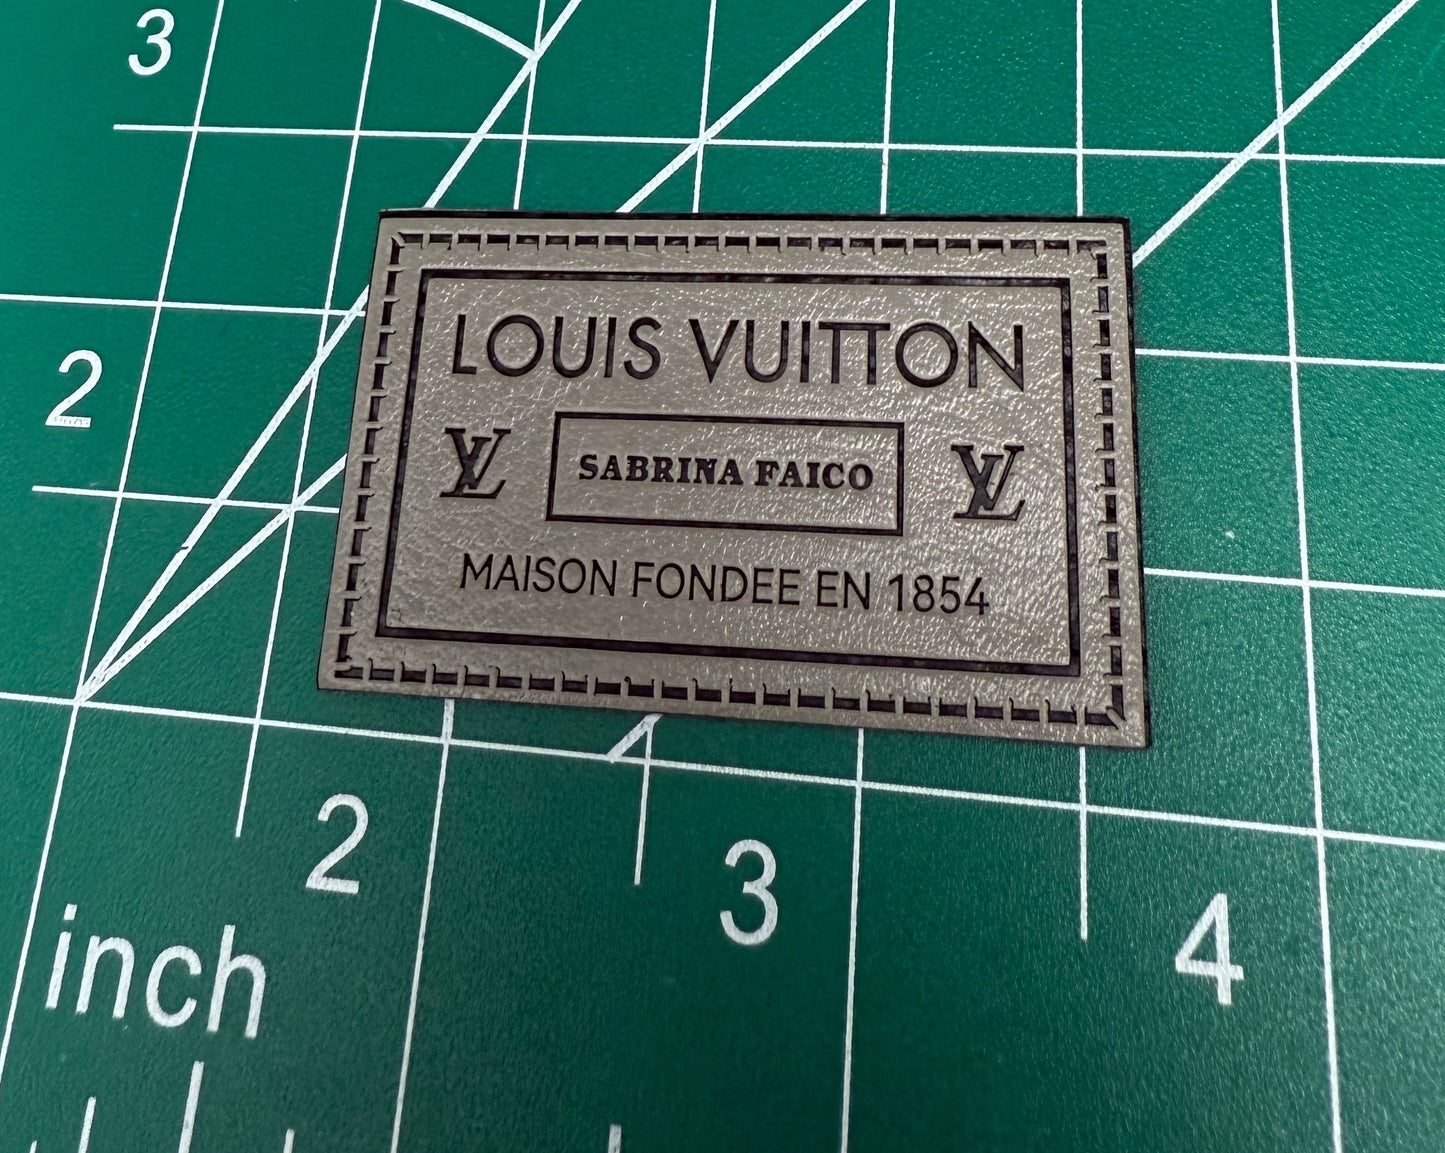 3
2
LOUIS VUITTON
LV SABRINA FAICO LV
MAISON FONDEE EN 1854
2
3
4
inch